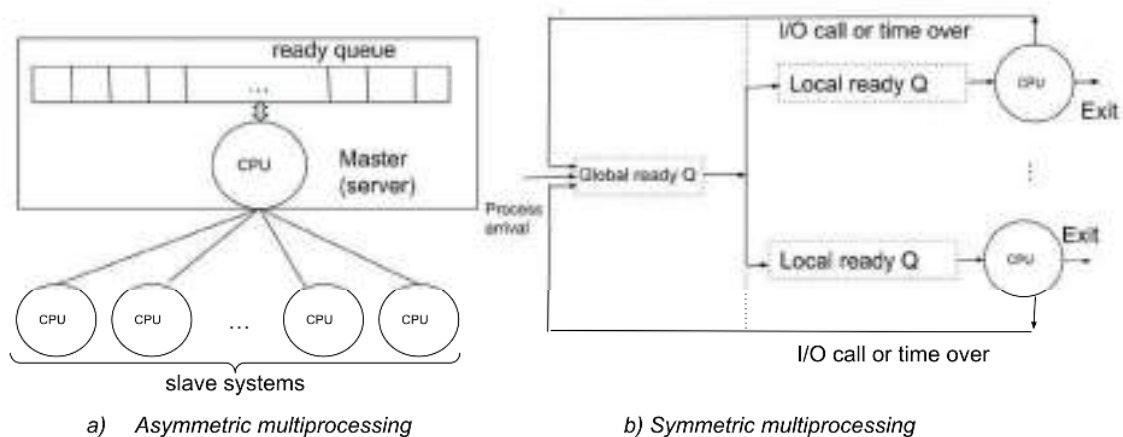 ready queue
...
CPU
Master
(server)
CPU
CPU
...
CPU
CPU
slave systems
a) Asymmetric multiprocessing
I/O call or time over
Local ready Q
CPU
Exit
Global ready Q
Process
arrival
...
Local ready Q
CPU
Exit
I/O call or time over
b) Symmetric multiprocessing